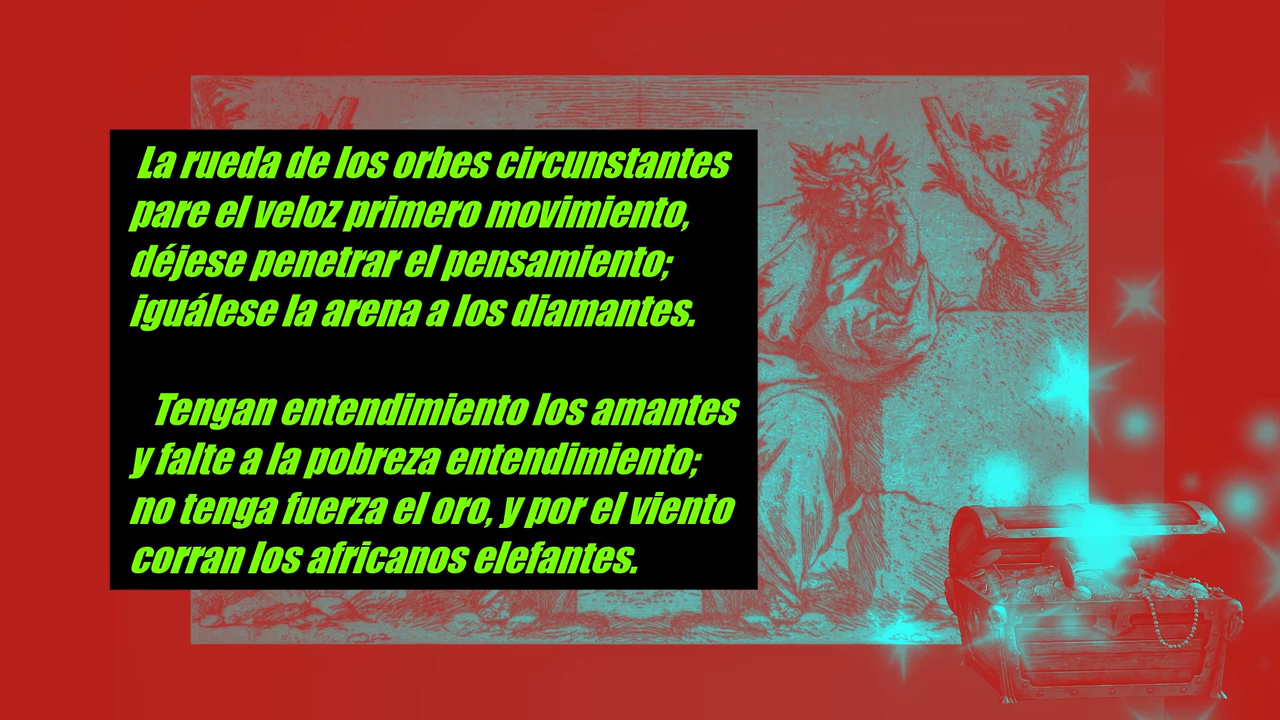 La rueda de los orbes circunstantes
pare el veloz primero movimiento,
déjese penetrar el pensamiento;
iguálese la arena a los diamantes.
Tengan entendimiento los amantes
y falte a la pobreza entendimiento;
no tenga fuerza el oro, y por el viento
corran los africanos elefantes.